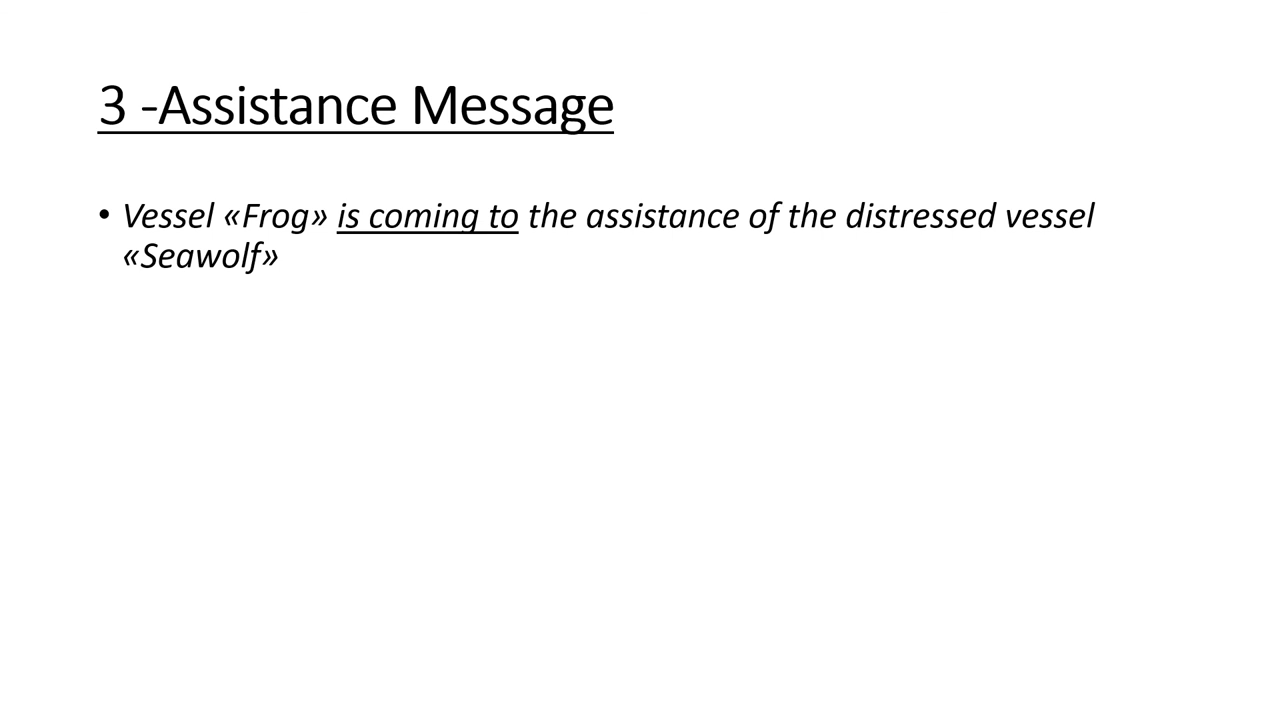 3 -Assistance Message
• Vessel «Frog» is coming to the assistance of the distressed vessel
«Seawolf»